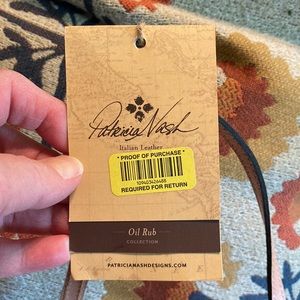 Patricia Nash
Italian Leather
* PROOF OF PURCHASE *
REQUIRED FOR RETURN
Oil Rub
COLLECTION
PATRICIANASHDESIGNS.COM